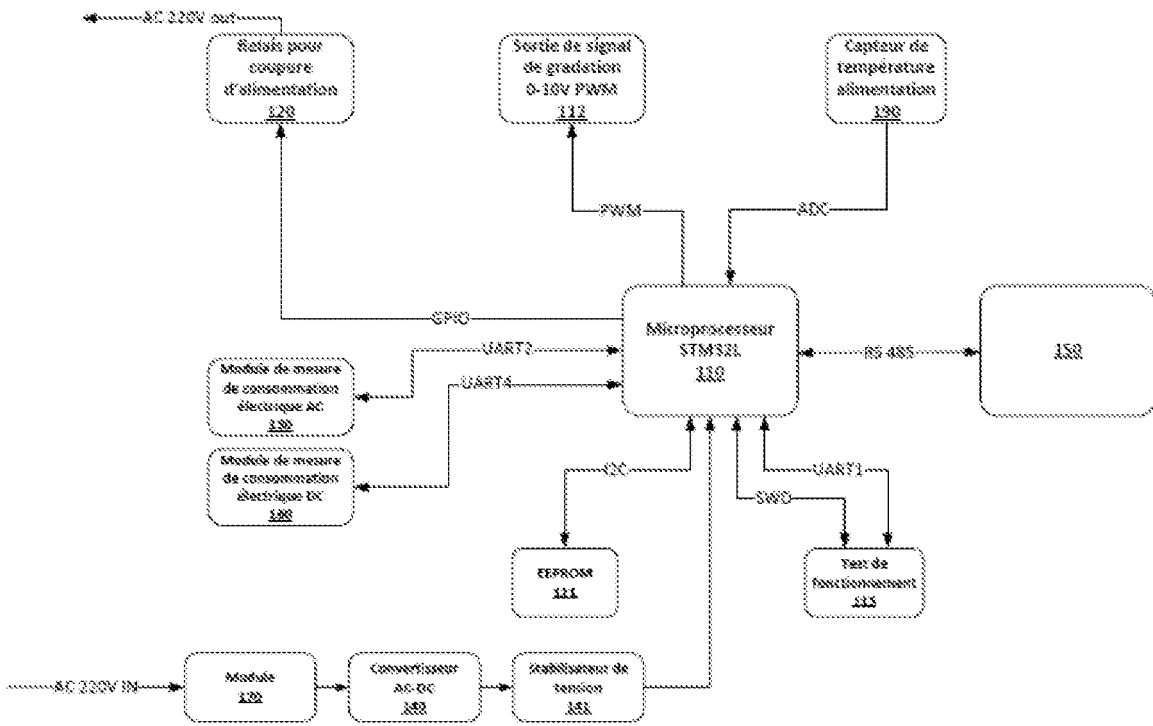 AC 220V out
Relais pour
coupure
d'alimentation
120
Sortie de signal
de gradation
0-10V PWM
112
Capteur de
température
alimentation
190
PWM
ADC
GPIO
Microprocesseur
STM32L
110
RS 485
150
UART2
Module de mesure
de consommation
électrique AC
130
UART4
Module de mesure
de consommation
électrique DC
180
I2C
UART1
SWD
EEPROM
111
Test de
fonctionnement
113
AC 220V IN
Module
170
Convertisseur
AC-DC
140
Stabilisateur de
tension
141